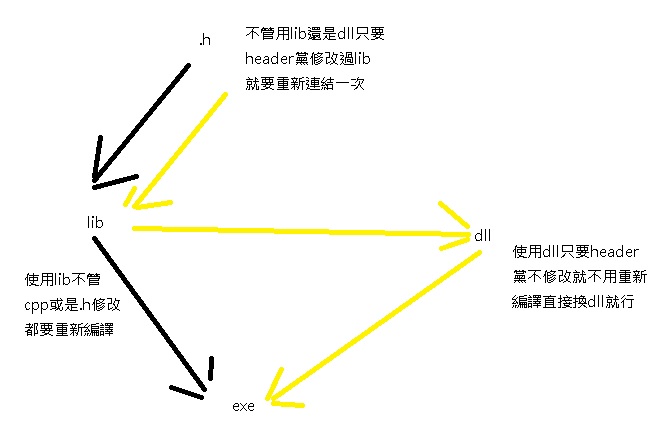 .h
不管用lib還是dll只要
header黨修改過lib
就要重新連結一次
lib
dll
使用lib不管
cpp或是.h修改
都要重新編譯
使用dll只要header
黨不修改就不用重新
編譯直接換dll就行
exe